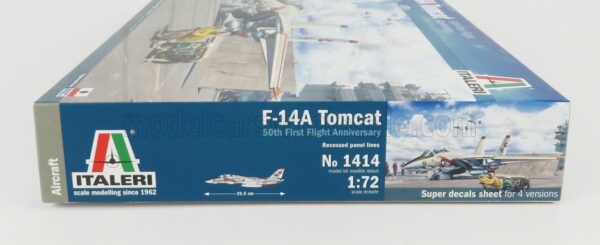 ITALERI
F-14A Tomcat
50th First Flight Anniversary
Recessed panel lines
No 1414
model kit modèle réduit
1:72
scale échelle
Aircraft
ITALERI
scale modelling since 1962
26,5 cm
Super decals sheet for 4 versions